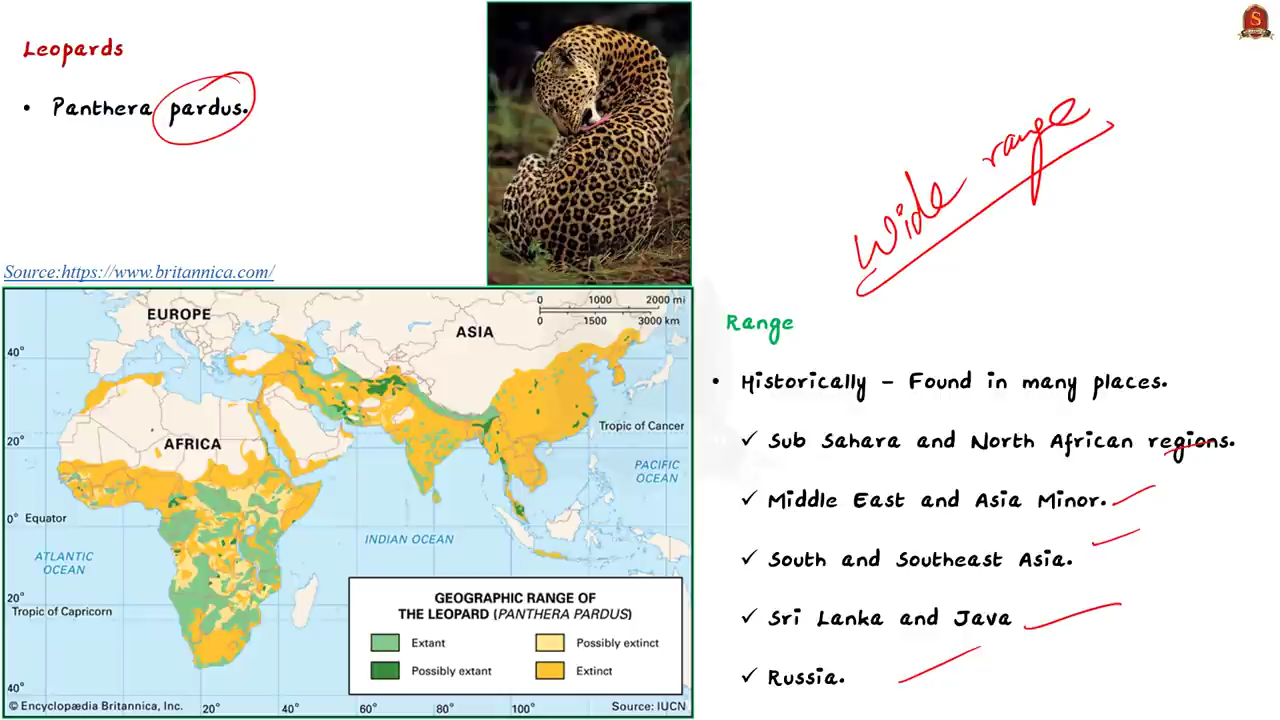 Leopards
• Panthera pardus.
Source:https://www.britannica.com/
S
Wide range
EUROPE
ASIA
AFRICA
0 1000 2000 mi
0 1500 3000 km
40°
20°
0° Equator
20°
40°
Tropic of Cancer
PACIFIC
OCEAN
INDIAN OCEAN
ATLANTIC
OCEAN
Tropic of Capricorn
GEOGRAPHIC RANGE OF
THE LEOPARD (PANTHERA PARDUS)
Extant
Possibly extinct
Possibly extant
Extinct
© Encyclopædia Britannica, Inc.
20° 40° 60° 80° 100°
Source: IUCN
Range
• Historically – Found in many places.
✓ Sub Sahara and North African regions.
✓ Middle East and Asia Minor.
✓ South and Southeast Asia.
✓ Sri Lanka and Java
✓ Russia.